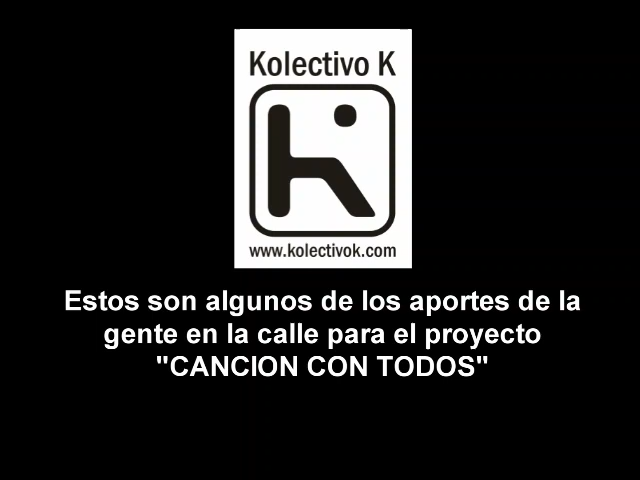 Kolectivo K
www.kolectivok.com
Estos son algunos de los aportes de la
gente en la calle para el proyecto
"CANCION CON TODOS"